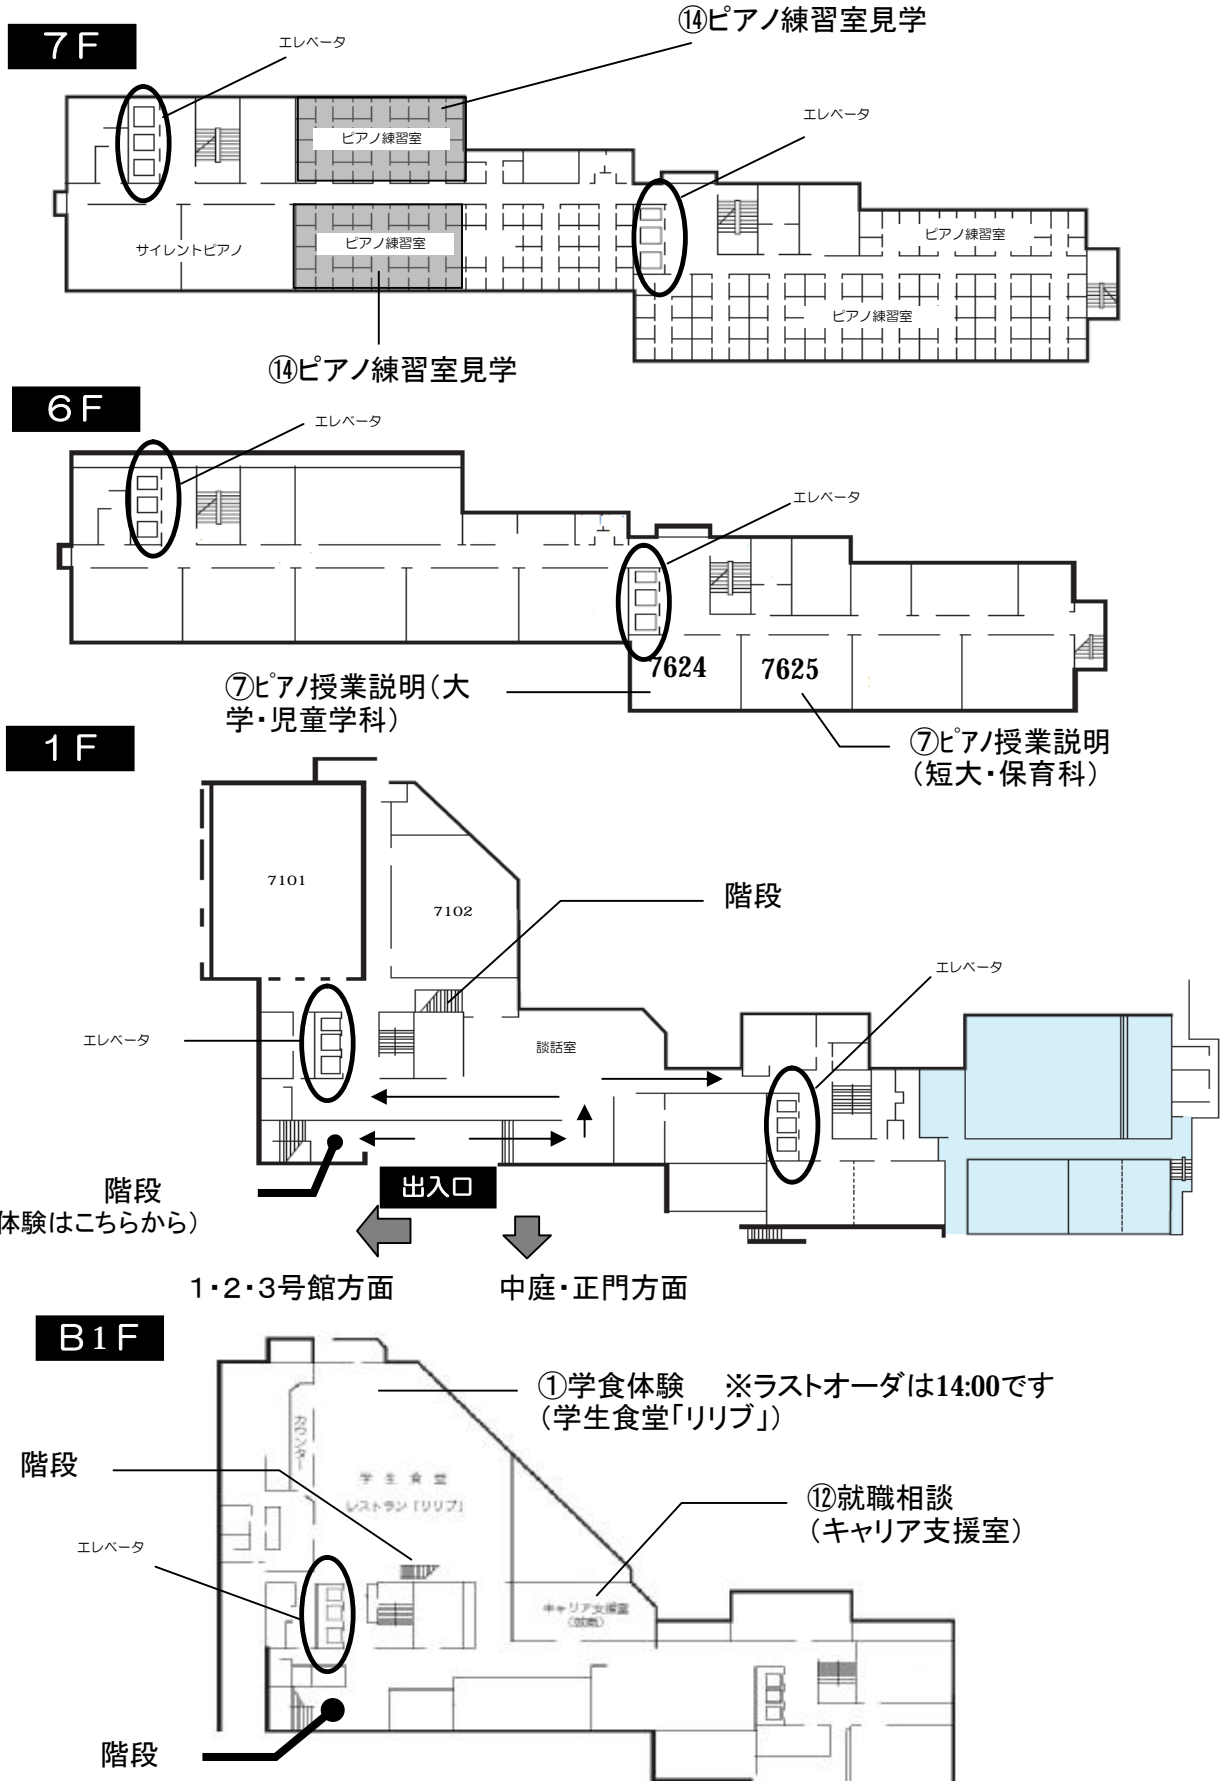 ⑭ピアノ練習室見学
7F
エレベータ
エレベータ
ピアノ練習室
ピアノ練習室
ピアノ練習室
サイレントピアノ
ピアノ練習室
⑭ピアノ練習室見学
6F
エレベータ
エレベータ
7624
7625
⑦ピアノ授業説明(大
学・児童学科)
⑦ピアノ授業説明
(短大・保育科)
1F
7101
7102
階段
エレベータ
エレベータ
談話室
出入口
階段
体験はこちらから)
1・2・3号館方面
中庭・正門方面
B1F
①学食体験 ※ラストオーダは14:00です
(学生食堂「リリブ」)
カウンター
階段
学生食堂
レストラン「リリブ」
⑫就職相談
(キャリア支援室)
エレベータ
キャリア支援室
階段